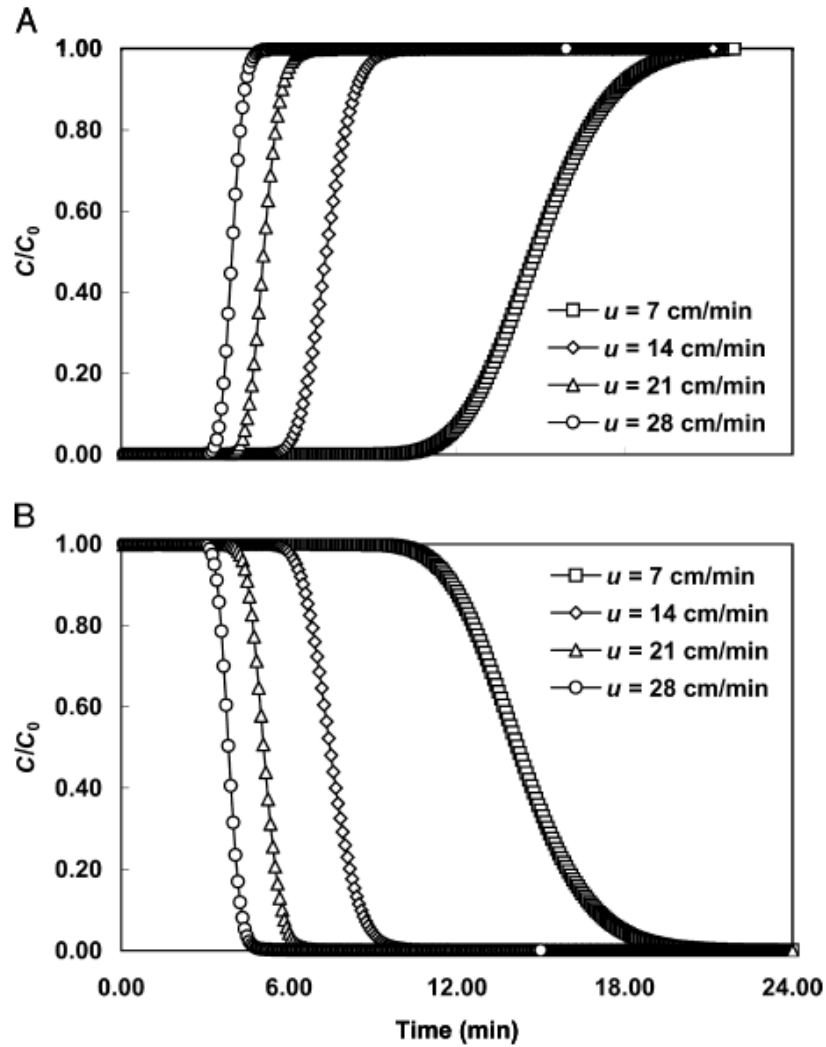 A
1.00
0.80
0.60
0.40
0.20
0.00
C/C0
u = 7 cm/min
u = 14 cm/min
u = 21 cm/min
u = 28 cm/min
B
1.00
0.80
0.60
0.40
0.20
0.00
C/C0
u = 7 cm/min
u = 14 cm/min
u = 21 cm/min
u = 28 cm/min
0.00 6.00 12.00 18.00 24.00
Time (min)